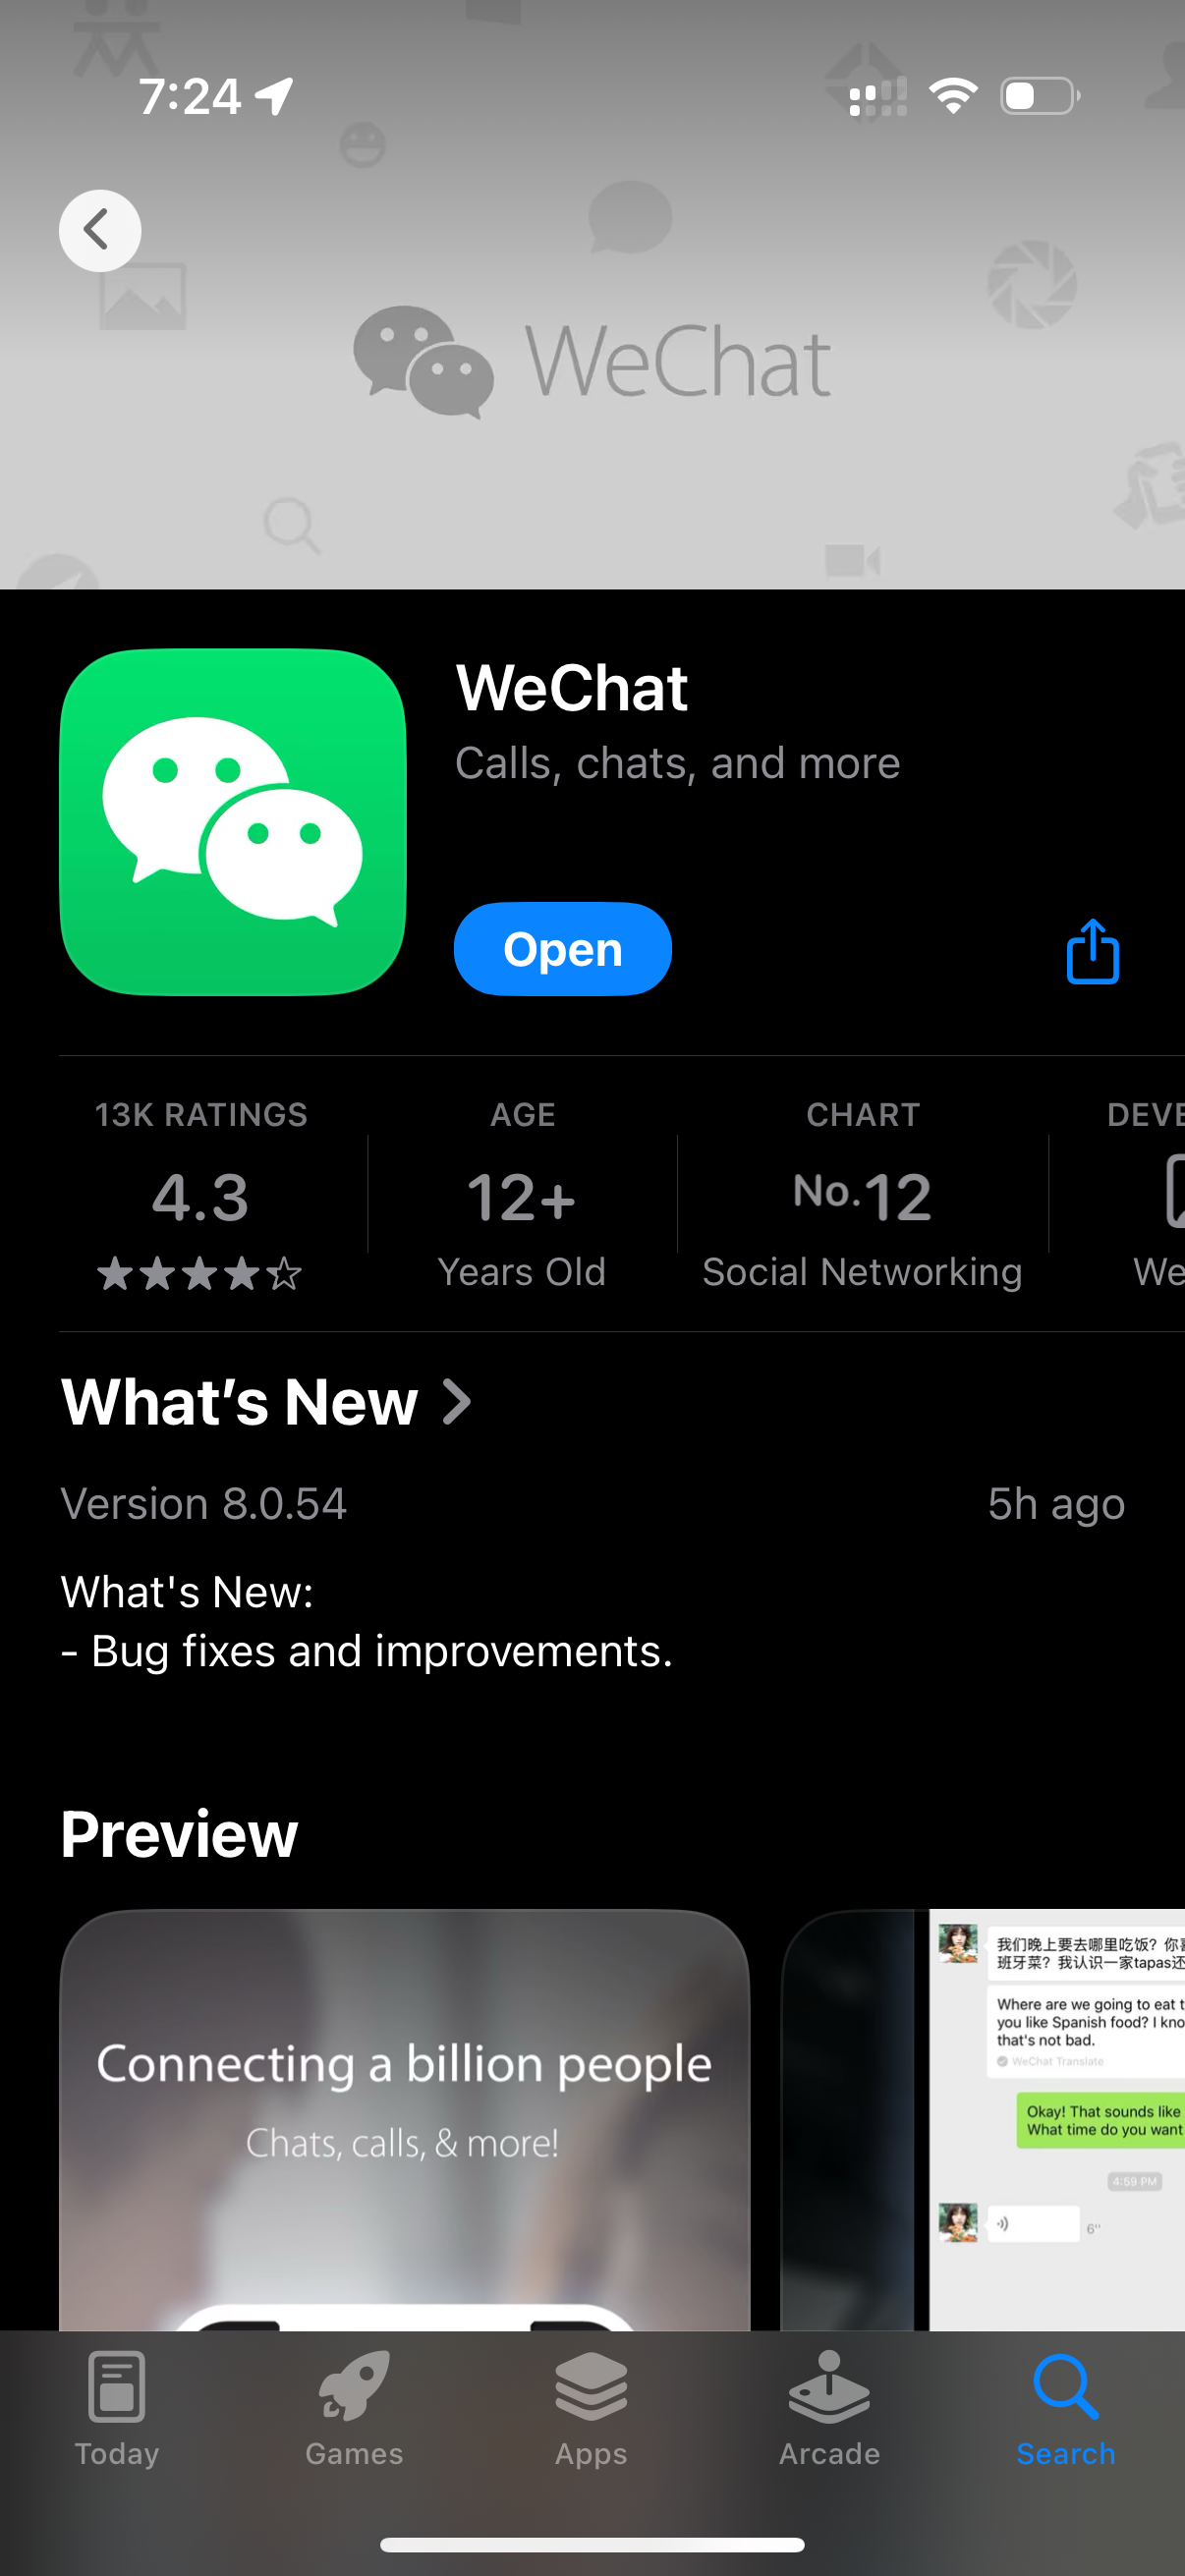 7:24
WeChat
WeChat
Calls, chats, and more
Open
13K RATINGS
4.3
AGE
12+
Years Old
CHART
No.12
Social Networking
DEVE
We
What’s New
Version 8.0.54
5h ago
What's New:
- Bug fixes and improvements.
Preview
Connecting a billion people
Chats, calls, & more!
我们晚上要去哪里吃饭？你喜
班牙菜？我认识一家tapas还
Where are we going to eat t
you like Spanish food? I kno
that's not bad.
WeChat Translate
Okay! That sounds like
What time do you want
4:59 PM
6''
Today
Games
Apps
Arcade
Search